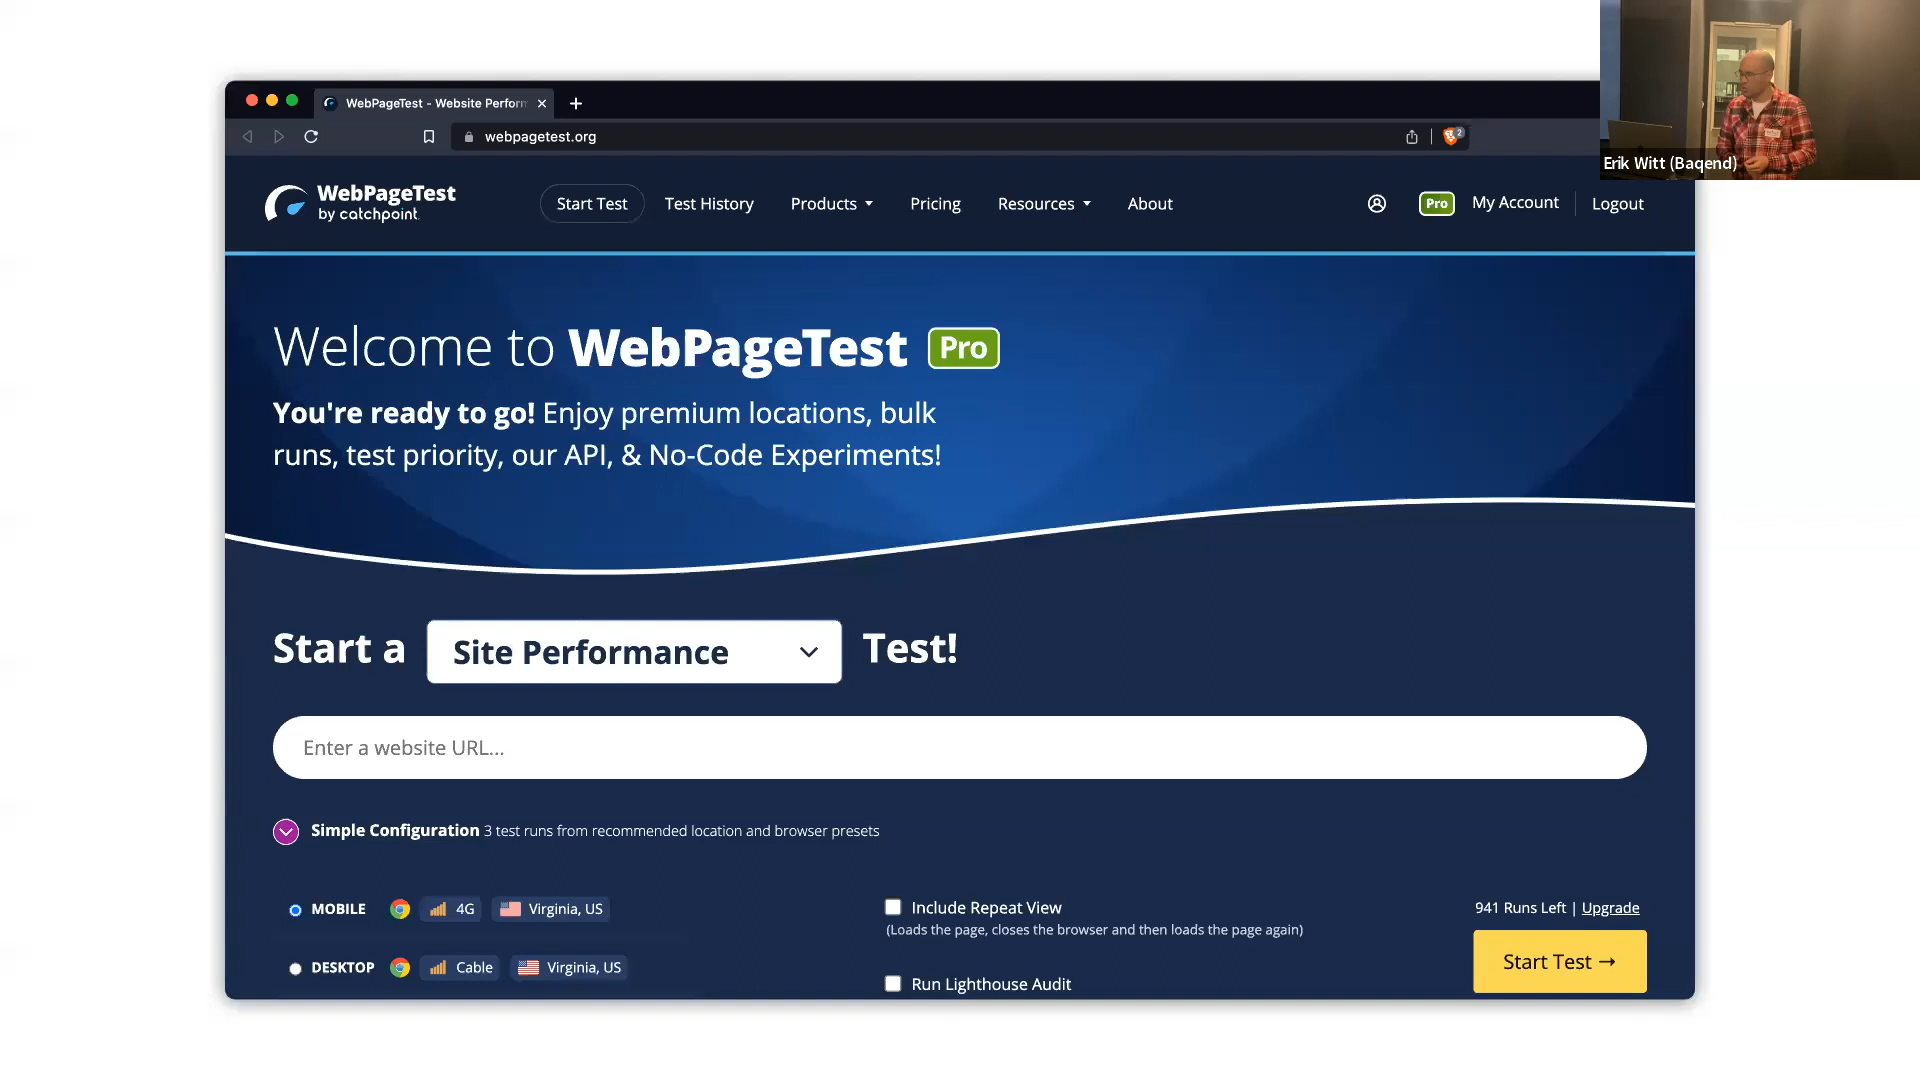 WebPageTest - Website Perforn
webpagetest.org
2
Erik Witt (Baqend)
WebPageTest
by catchpoint.
Start Test
Test History
Products
Pricing
Resources
About
Pro
My Account
Logout
Welcome to WebPageTest Pro
You're ready to go! Enjoy premium locations, bulk
runs, test priority, our API, & No-Code Experiments!
Start a Site Performance Test!
Enter a website URL...
Simple Configuration 3 test runs from recommended location and browser presets
MOBILE 4G Virginia, US
Include Repeat View
(Loads the page, closes the browser and then loads the page again)
941 Runs Left | Upgrade
DESKTOP Cable Virginia, US
Run Lighthouse Audit
Start Test →